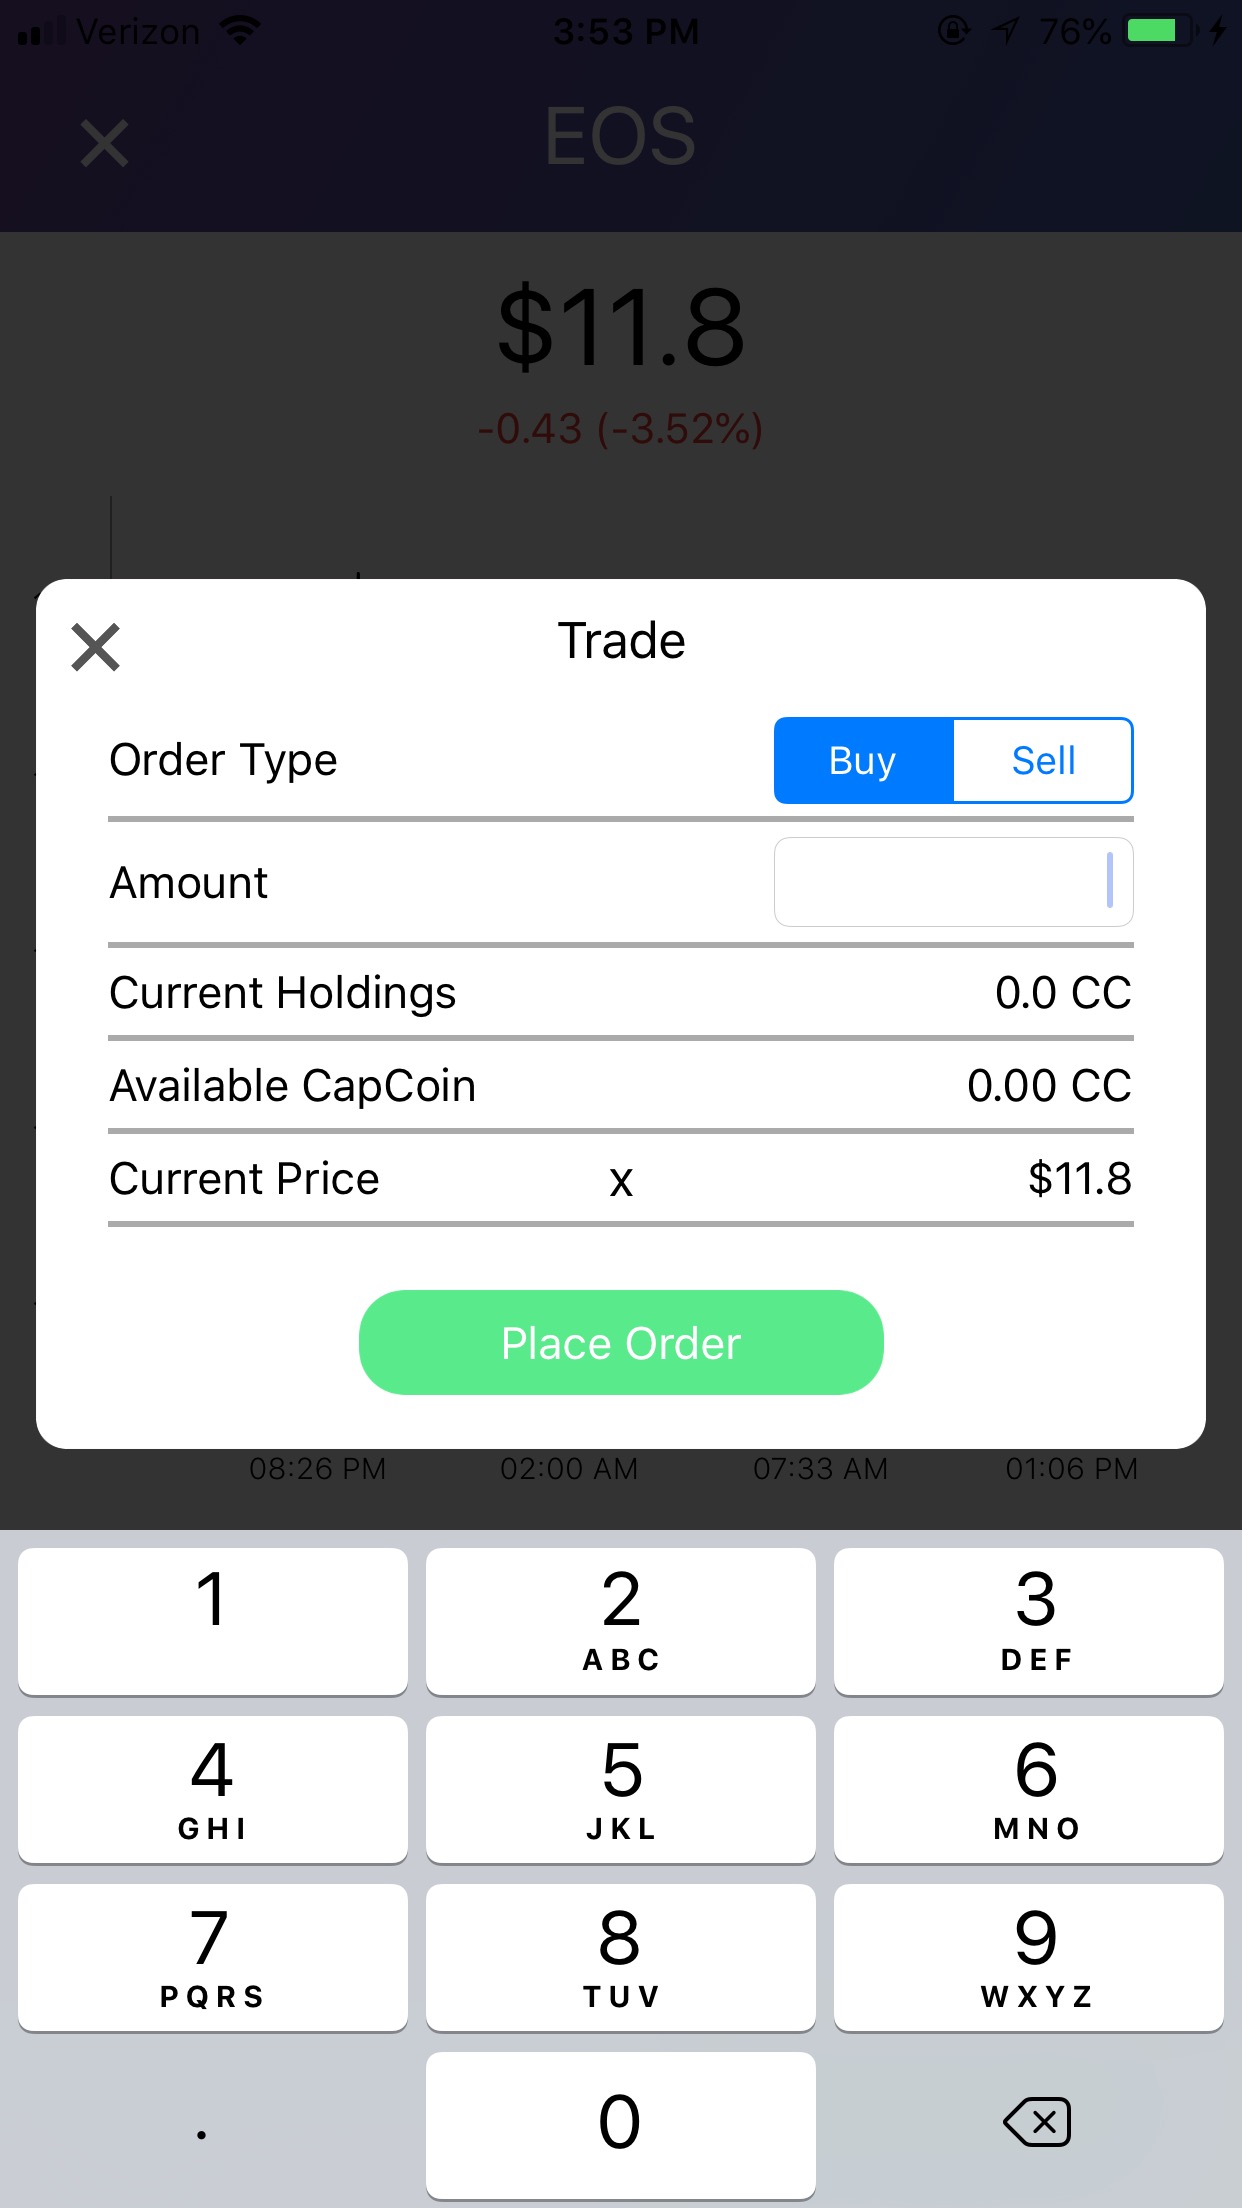 Verizon 3:53 PM 76%
EOS
$11.8
-0.43 (-3.52%)
Trade
Order Type Buy Sell
Amount
Current Holdings 0.0 CC
Available CapCoin 0.00 CC
Current Price x $11.8
Place Order
08:26 PM 02:00 AM 07:33 AM 01:06 PM
1 2 3
ABC DEF
4 5 6
GHI JKL MNO
7 8 9
PQRS TUV WXYZ
. 0